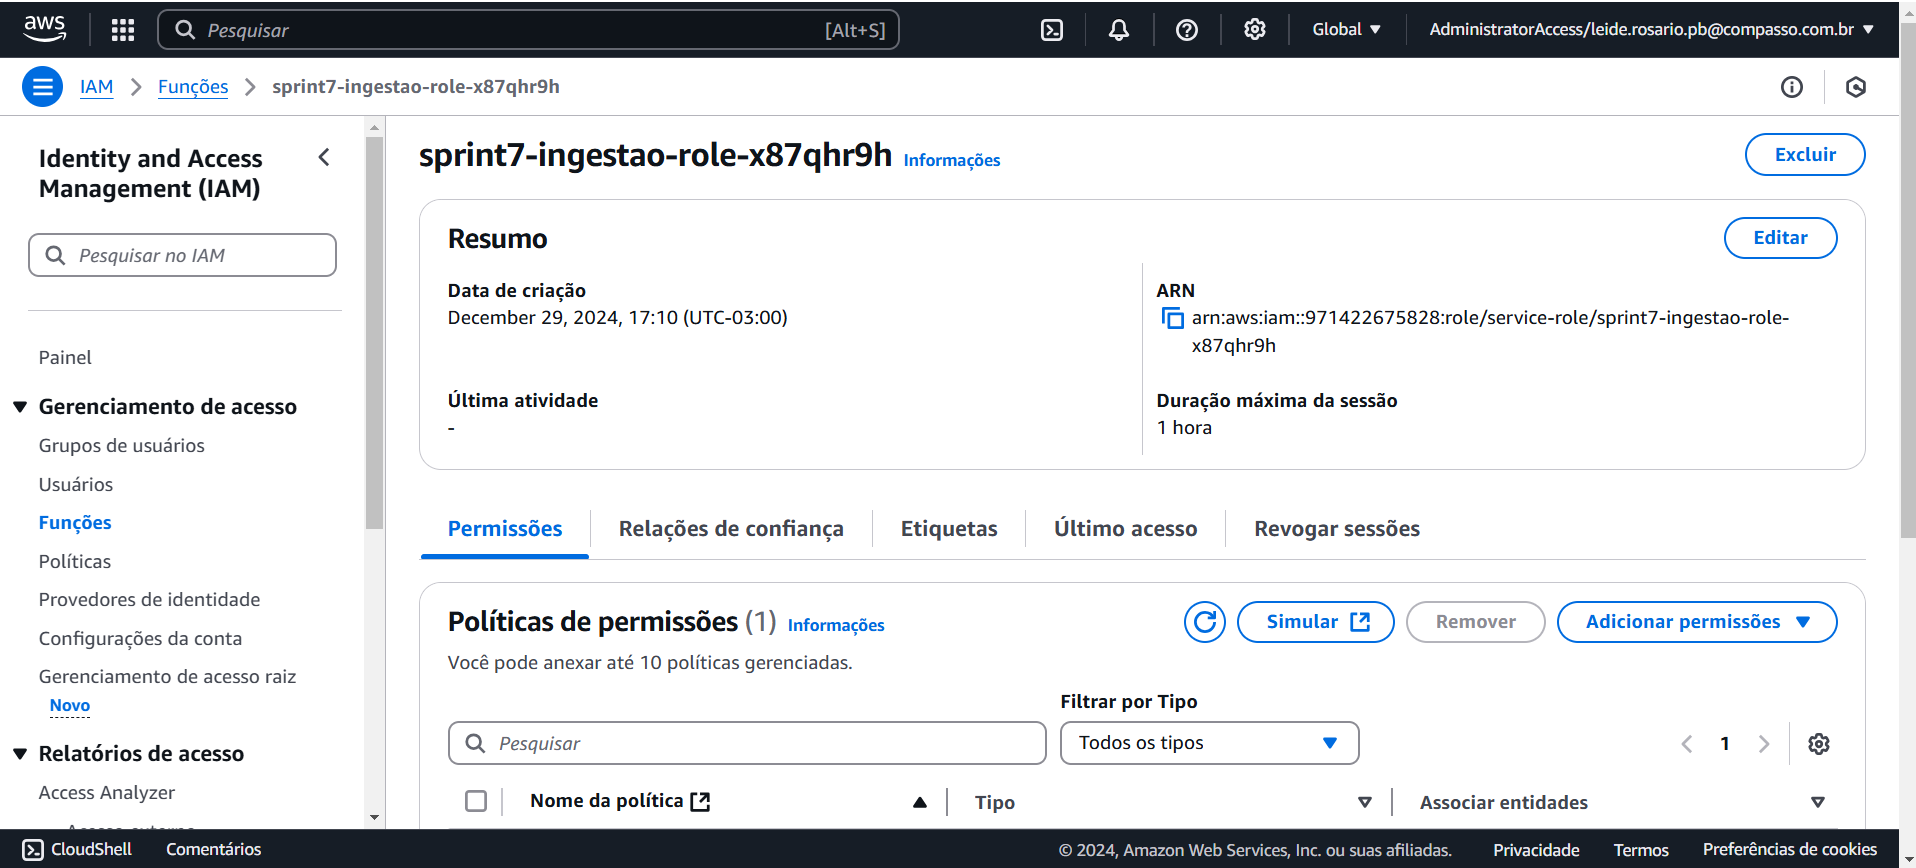 aws
Pesquisar [Alt+S] Global AdministratorAccess/leide.rosario.pb@compasso.com.br
IAM Funções sprint7-ingestao-role-x87qhr9h
Identity and Access
Management (IAM)
Pesquisar no IAM
Painel
Gerenciamento de acesso
Grupos de usuários
Usuários
Funções
Políticas
Provedores de identidade
Configurações da conta
Gerenciamento de acesso raiz
Novo
Relatórios de acesso
Access Analyzer
Acesso externo
sprint7-ingestao-role-x87qhr9h Informações
Excluir
Resumo
Editar
Data de criação
December 29, 2024, 17:10 (UTC-03:00)
ARN
arn:aws:iam::971422675828:role/service-role/sprint7-ingestao-role-
x87qhr9h
Última atividade
-
Duração máxima da sessão
1 hora
Permissões Relações de confiança Etiquetas Último acesso Revogar sessões
Políticas de permissões (1) Informações
Simular Remover Adicionar permissões
Você pode anexar até 10 políticas gerenciadas.
Filtrar por Tipo
Pesquisar Todos os tipos 1
Nome da política Tipo Associar entidades
CloudShell Comentários © 2024, Amazon Web Services, Inc. ou suas afiliadas. Privacidade Termos Preferências de cookies